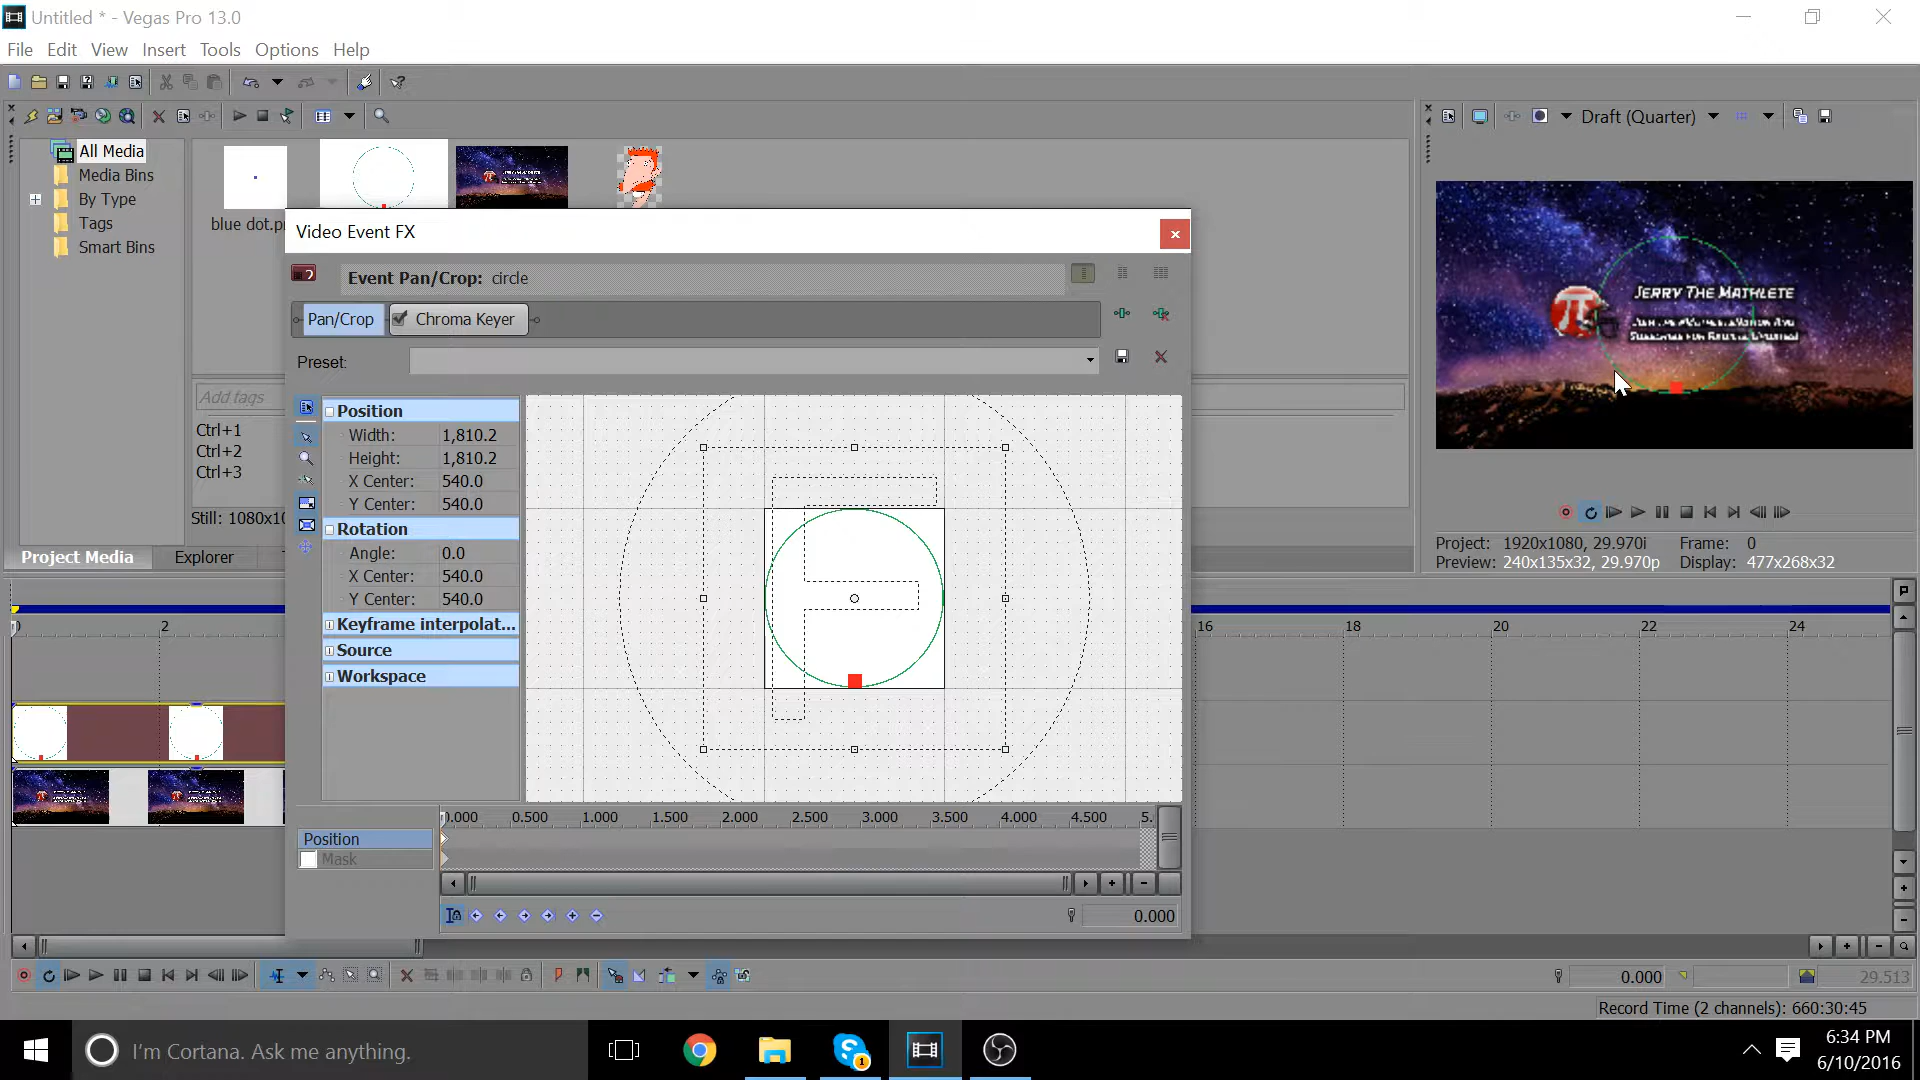 Untitled * - Vegas Pro 13.0
File Edit View Insert Tools Options Help
Draft (Quarter)
All Media
Media Bins
By Type
Tags
Smart Bins
blue dot.p
Video Event FX
Event Pan/Crop: circle
Pan/Crop
Chroma Keyer
Preset:
Add tags
Ctrl+1
Ctrl+2
Ctrl+3
Still: 1080x10
Position
Width: 1,810.2
Height: 1,810.2
X Center: 540.0
Y Center: 540.0
Rotation
Angle: 0.0
X Center: 540.0
Y Center: 540.0
Keyframe interpolat...
Source
Workspace
Jerry The Mathlete
Project: 1920x1080, 29.970i Frame: 0
Preview: 240x135x32, 29.970p Display: 477x268x32
Project Media Explorer
2
16 18 20 22 24
0.000 0.500 1.000 1.500 2.000 2.500 3.000 3.500 4.000 4.500 5.
Position
Mask
0.000
0.000
29.513
Record Time (2 channels): 660:30:45
I'm Cortana. Ask me anything.
1
6:34 PM
6/10/2016